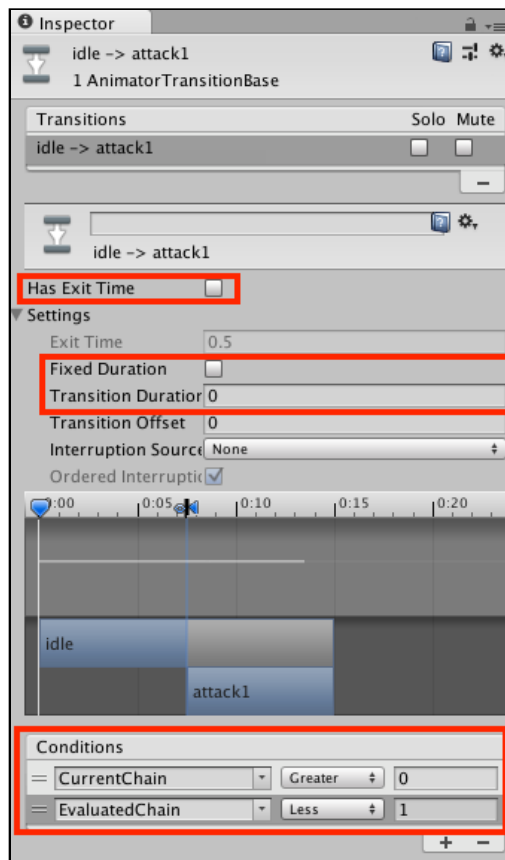 Inspector
idle -> attack1
1 AnimatorTransitionBase
Transitions Solo Mute
idle -> attack1
idle -> attack1
Has Exit Time
Settings
Exit Time 0.5
Fixed Duration
Transition Duration 0
Transition Offset 0
Interruption Source None
Ordered Interruptic
0:00 0:05 0:10 0:15 0:20
idle
attack1
Conditions
CurrentChain Greater 0
EvaluatedChain Less 1